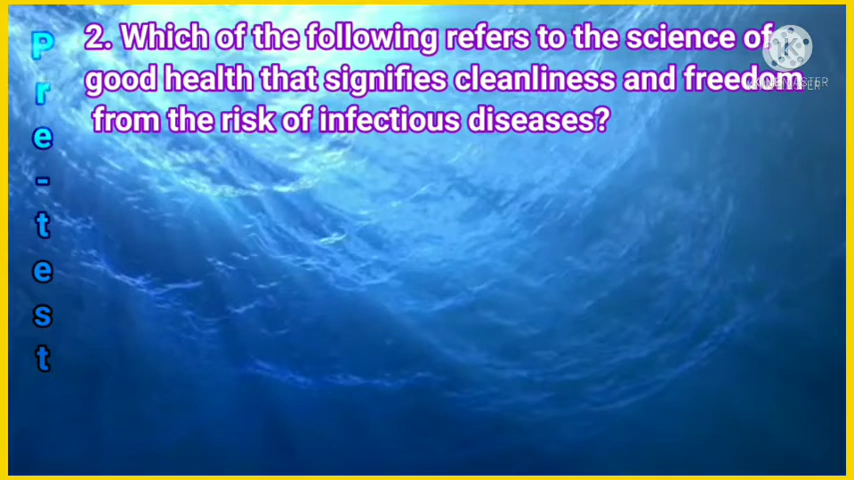 2. Which of the following refers to the science of
good health that signifies cleanliness and freedom
from the risk of infectious diseases?
Pre-test
KINEMASTER